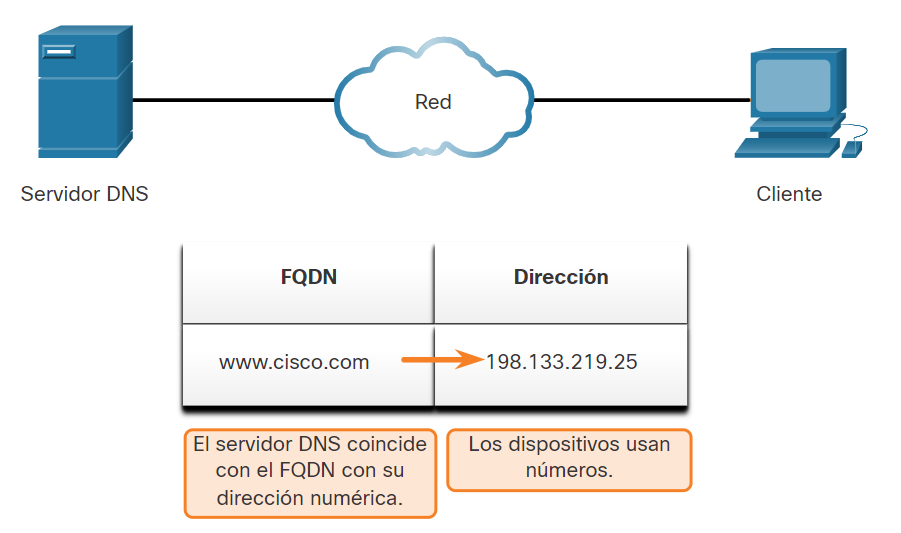 Red
Servidor DNS
Cliente
FQDN
Dirección
www.cisco.com
198.133.219.25
El servidor DNS coincide
con el FQDN con su
dirección numérica.
Los dispositivos usan
números.